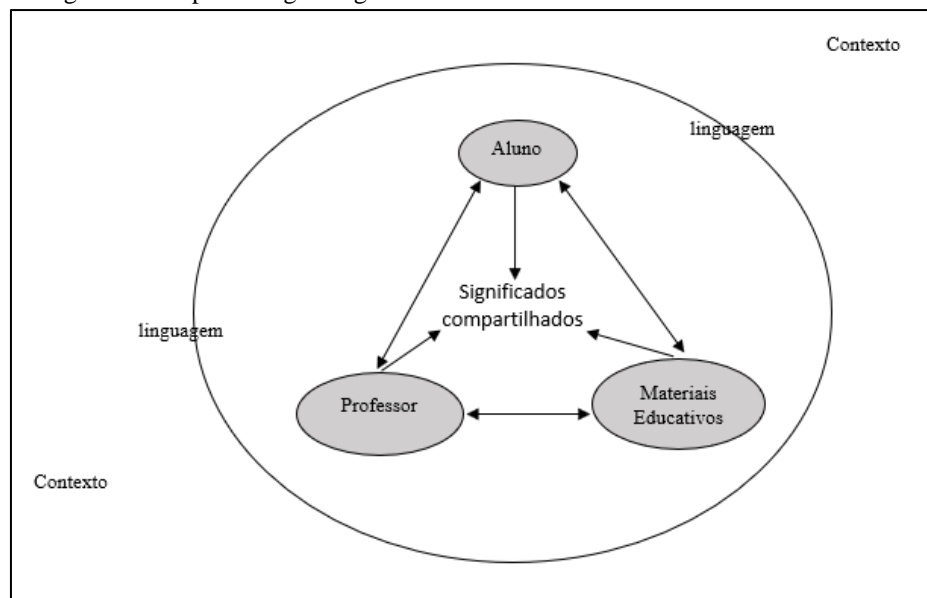 Contexto
linguagem
Aluno
Significados
compartilhados
linguagem
Professor
Materiais
Educativos
Contexto